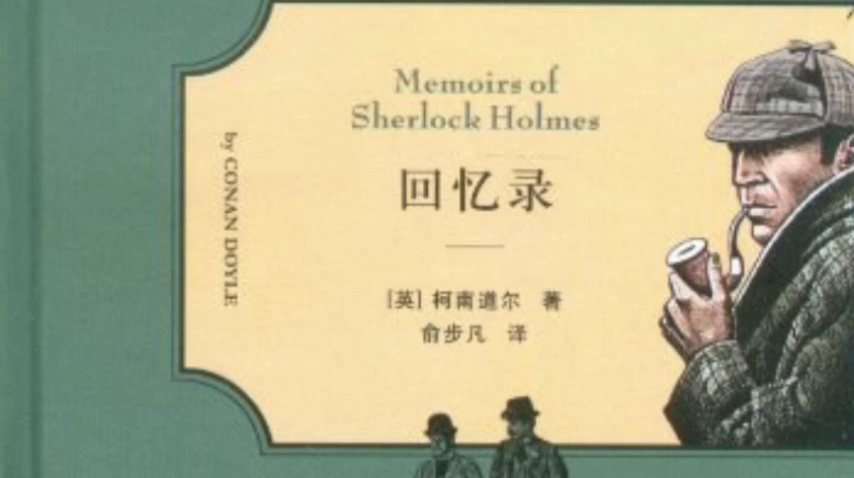 Memoirs of
Sherlock Holmes
回忆录
[英] 柯南道尔 著
俞步凡 译
by CONAN DOYLE